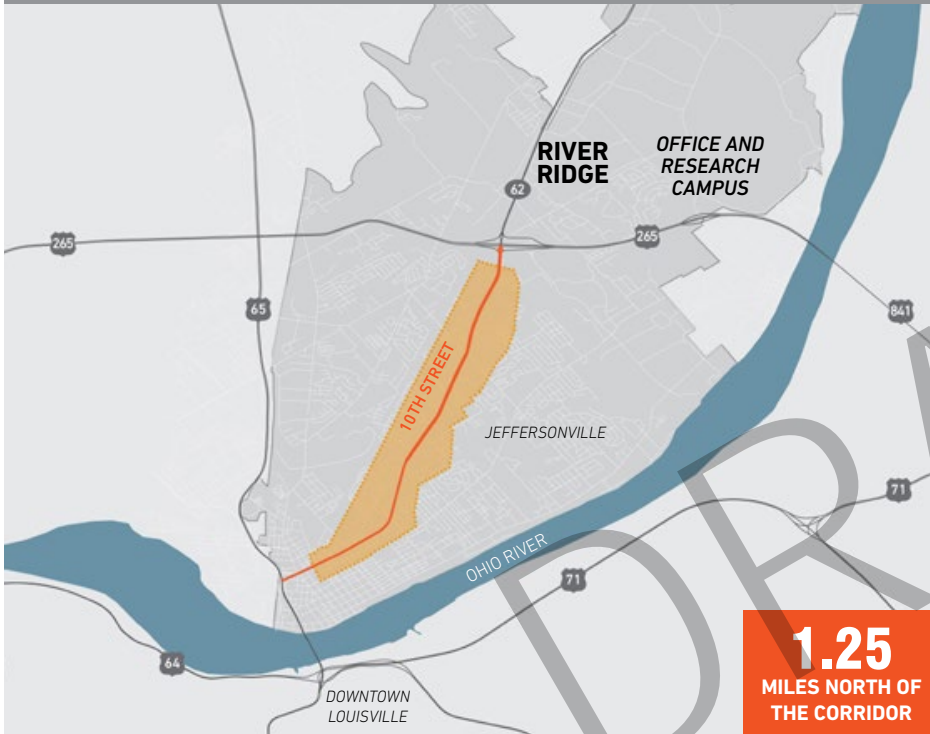 RIVER
RIDGE
OFFICE AND
RESEARCH
CAMPUS
62
265
265
65
841
10TH STREET
JEFFERSONVILLE
71
OHIO RIVER
71
64
DOWNTOWN
LOUISVILLE
1.25
MILES NORTH OF
THE CORRIDOR
DRA